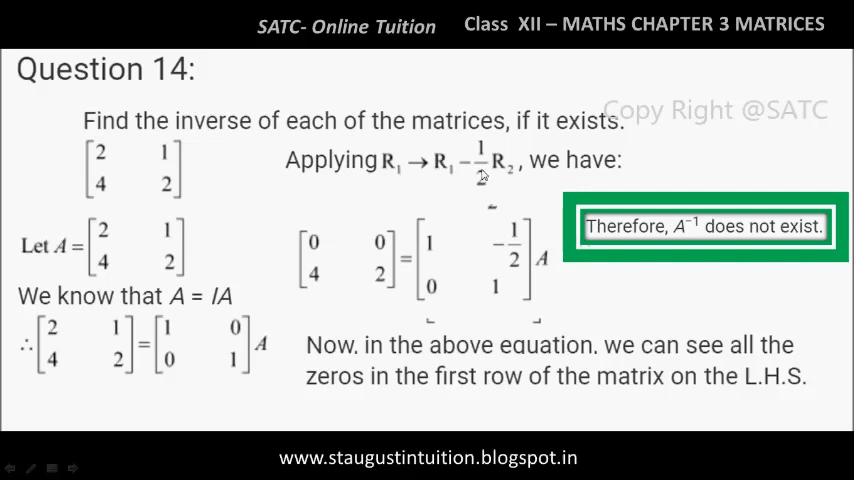 SATC- Online Tuition Class XII – MATHS CHAPTER 3 MATRICES
Question 14:
Copy Right @SATC
Find the inverse of each of the matrices, if it exists.
[2 1
4 2]
Let A = [2 1
4 2]
We know that A = IA
∴ [2 1
4 2] = [1 0
0 1] A
Applying R₁ → R₁ − 1/2 R₂, we have:
[0 0
4 2] = [1 −1/2
0 1] A
Now, in the above equation, we can see all the
zeros in the first row of the matrix on the L.H.S.
Therefore, A⁻¹ does not exist.
www.staugustintuition.blogspot.in